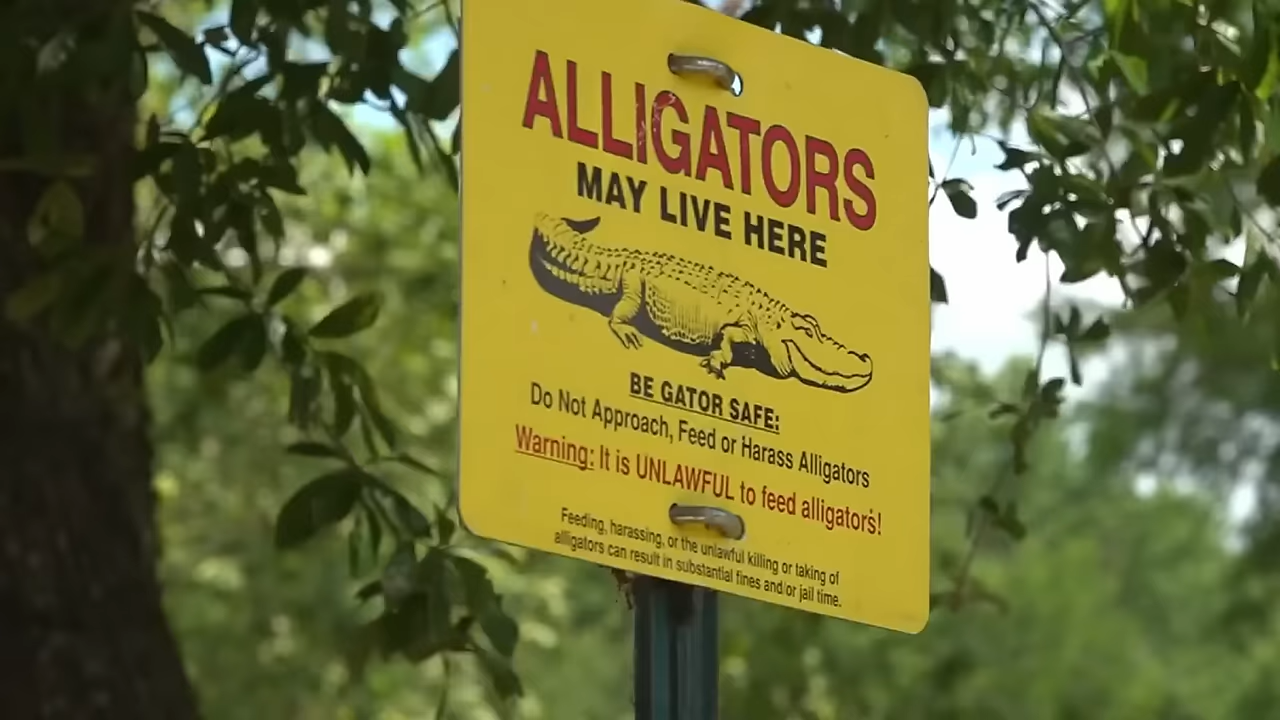 ALLIGATORS
MAY LIVE HERE
BE GATOR SAFE:
Do Not Approach, Feed or Harass Alligators
Warning: It is UNLAWFUL to feed alligators!
Feeding, harassing, or the unlawful killing or taking of
alligators can result in substantial fines and/or jail time.